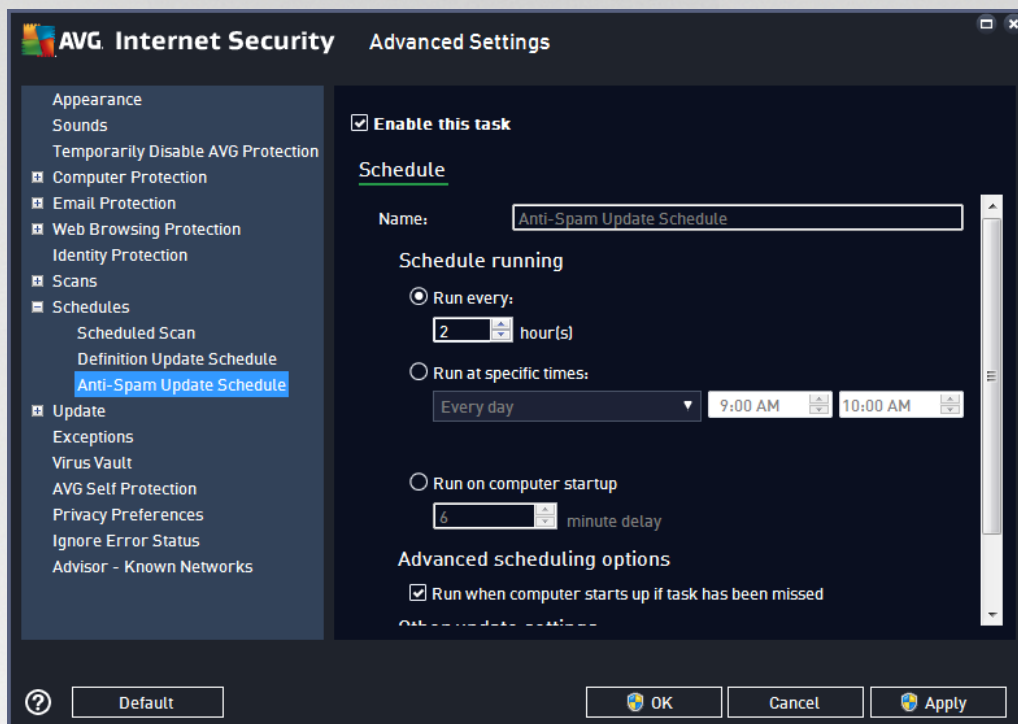 AVG Internet Security Advanced Settings
Appearance
Sounds
Temporarily Disable AVG Protection
Computer Protection
Email Protection
Web Browsing Protection
Identity Protection
Scans
Schedules
Scheduled Scan
Definition Update Schedule
Anti-Spam Update Schedule
Update
Exceptions
Virus Vault
AVG Self Protection
Privacy Preferences
Ignore Error Status
Advisor - Known Networks
Enable this task
Schedule
Name: Anti-Spam Update Schedule
Schedule running
Run every:
2 hour(s)
Run at specific times:
Every day 9:00 AM 10:00 AM
Run on computer startup
6 minute delay
Advanced scheduling options
Run when computer starts up if task has been missed
Other update settings
? Default OK Cancel Apply